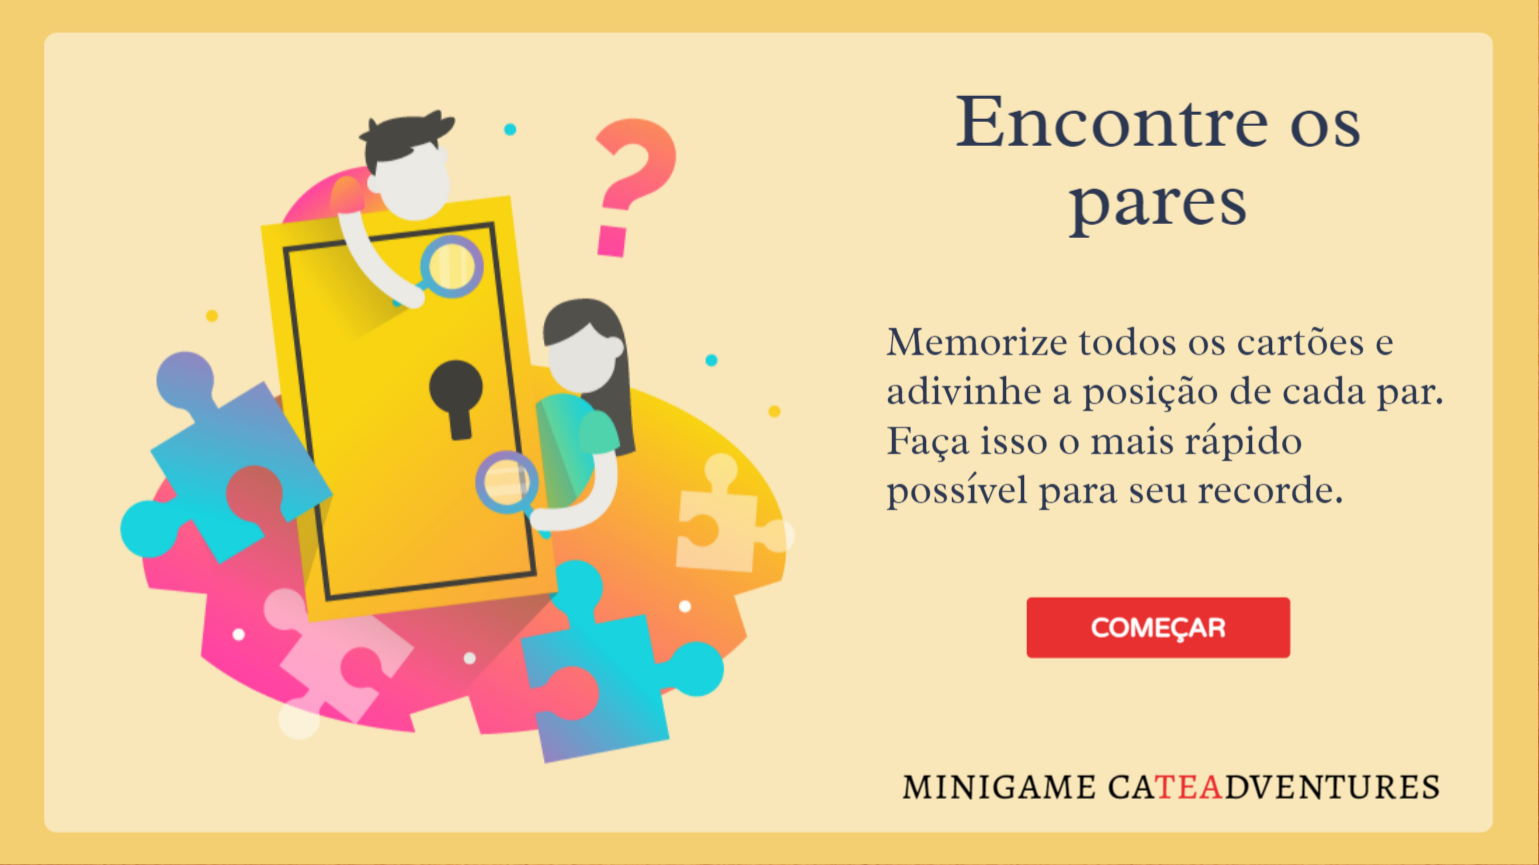 ?
Encontre os
pares
Memorize todos os cartões e
adivinhe a posição de cada par.
Faça isso o mais rápido
possível para seu recorde.
COMEÇAR
MINIGAME CATEADVENTURES